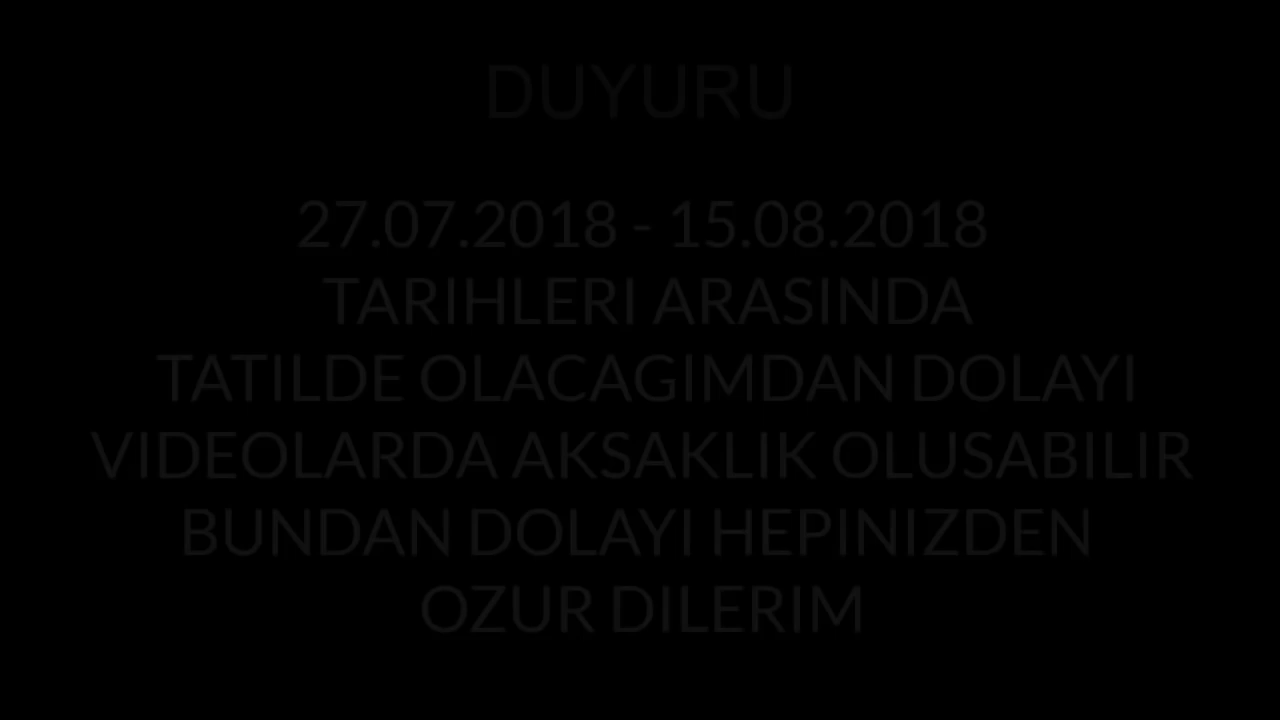 DUYURU
27.07.2018 - 15.08.2018
TARIHLERI ARASINDA
TATILDE OLACAGIMDAN DOLAYI
VIDEOLARDA AKSAKLIK OLUSABILIR
BUNDAN DOLAYI HEPINIZDEN
OZUR DILERIM